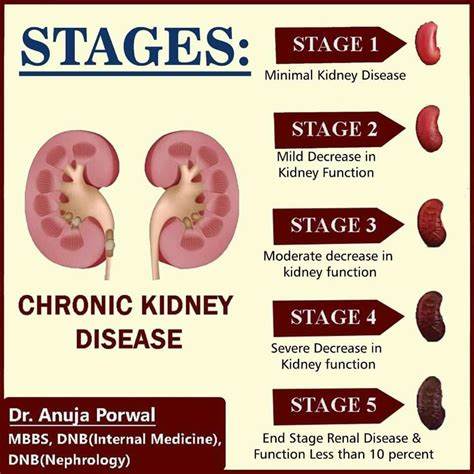 STAGES:
STAGE 1
Minimal Kidney Disease
STAGE 2
Mild Decrease in
Kidney Function
STAGE 3
Moderate decrease in
kidney function
STAGE 4
Severe Decrease in
Kidney function
STAGE 5
End Stage Renal Disease &
Function Less than 10 percent
CHRONIC KIDNEY
DISEASE
Dr. Anuja Porwal
MBBS, DNB(Internal Medicine),
DNB(Nephrology)